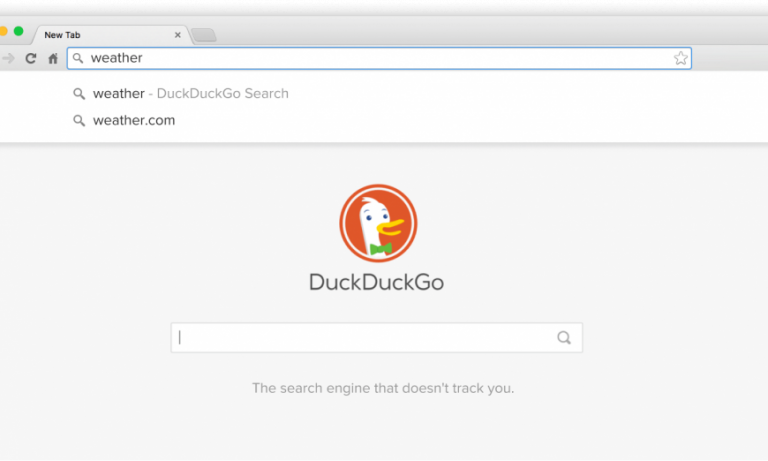 New Tab
weather
weather - DuckDuckGo Search
weather.com
DuckDuckGo
The search engine that doesn't track you.